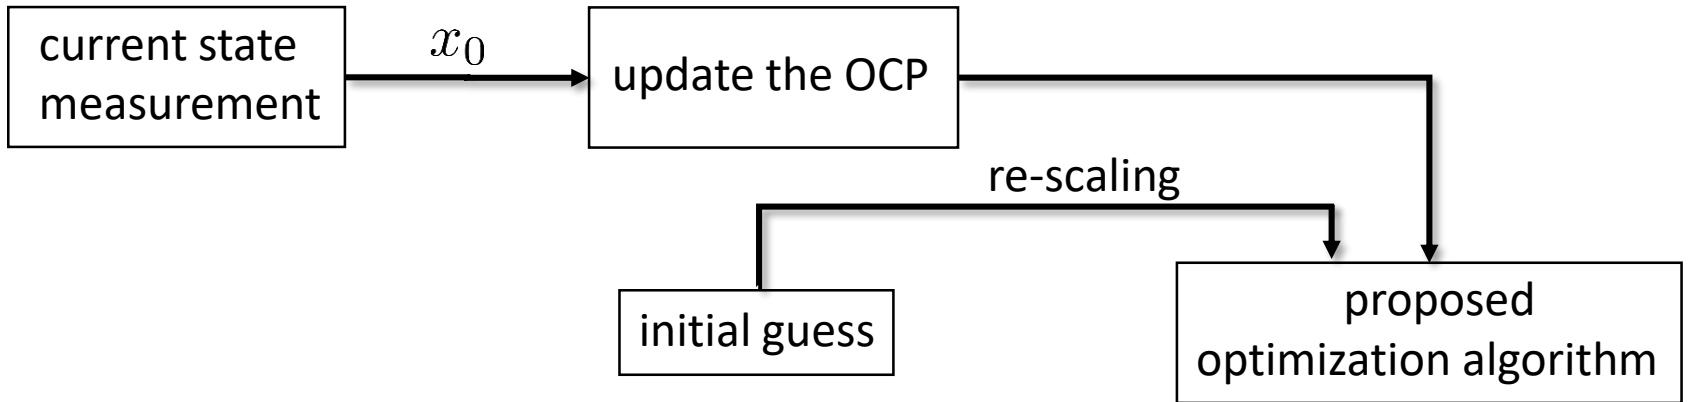 current state
measurement
x₀
update the OCP
re-scaling
initial guess
proposed
optimization algorithm